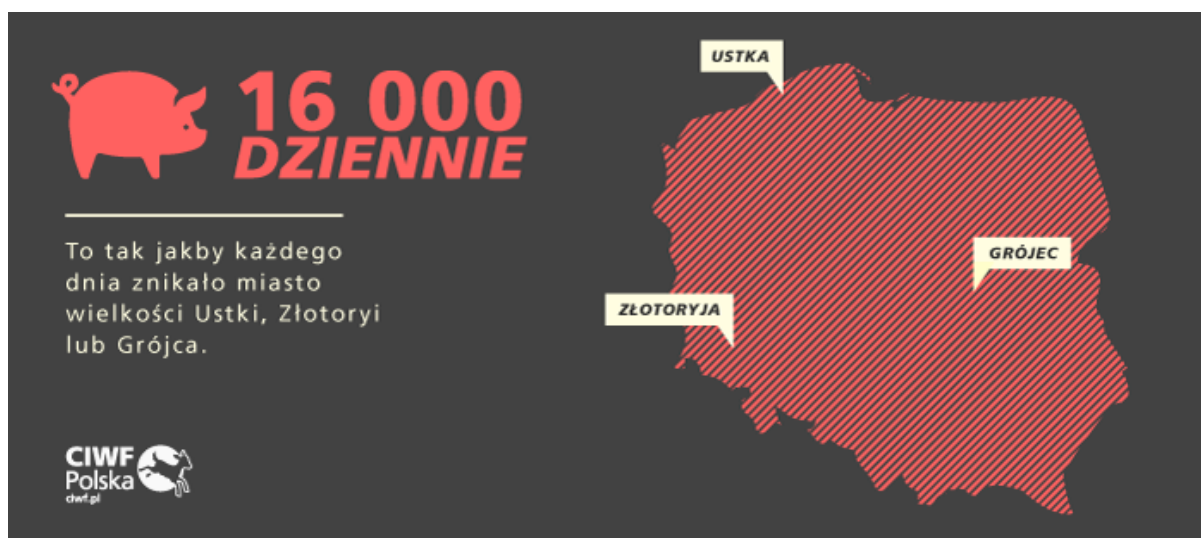 16 000
DZIENNIE
To tak jakby każdego
dnia znikało miasto
wielkości Ustki, Złotoryi
lub Grójca.
CIWF
Polska
ciwf.pl
USTKA
GRÓJEC
ZŁOTORYJA